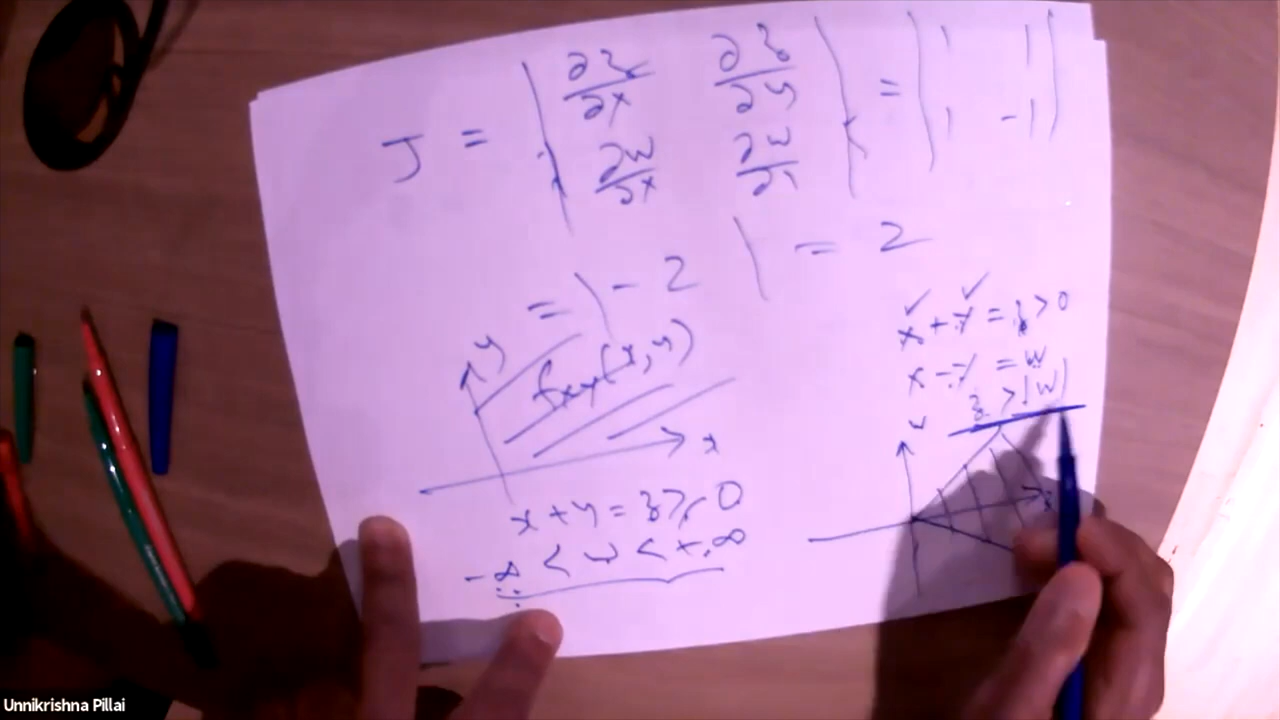 J = | ∂z/∂x ∂z/∂y | = | 1 1 |
| ∂w/∂x ∂w/∂y | | 1 -1 |
= | -2 | = 2
y
f_xy(x,y)
x
x + y = z ≥ 0
-∞ < w < +∞
x + y = z > 0
x - y = w
z > |w|
w
z
Unnikrishna Pillai